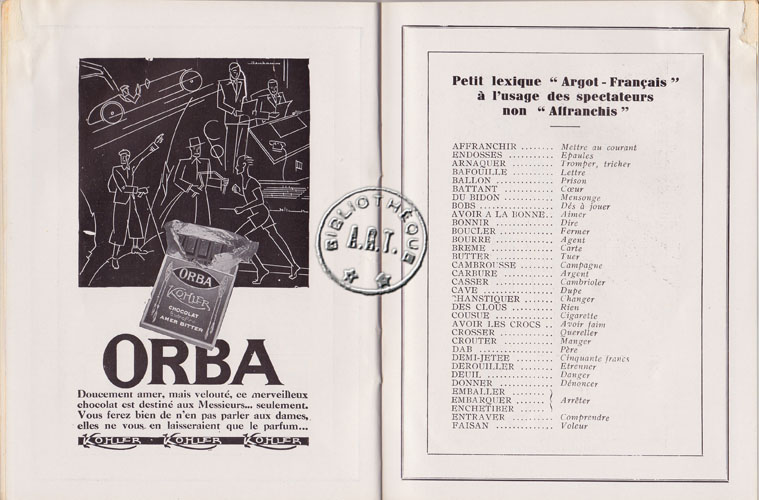 ORBA
KOHLER
CHOCOLAT
AMER BITTER
ORBA
Doucement amer, mais velouté, ce merveilleux
chocolat est destiné aux Messieurs... seulement.
Vous ferez bien de n'en pas parler aux dames,
elles ne vous en laisseraient que le parfum...
KOHLER · KOHLER · KOHLER
BIBLIOTHÈQUE
A.R.T.
Petit lexique “ Argot - Français ”
à l'usage des spectateurs
non “ Affranchis ”
AFFRANCHIR ........ Mettre au courant
ENDOSSES ............ Epaules
ARNAQUER .......... Tromper, tricher
BAFOUILLE .......... Lettre
BALLON .............. Prison
BATTANT ............. Cœur
DU BIDON ............ Mensonge
BOBS .................. Dés à jouer
AVOIR A LA BONNE.. Aimer
BONNIR ............... Dire
BOUCLER ............. Fermer
BOURRE .............. Agent
BREME ................ Carte
BUTTER ............... Tuer
CAMBROUSSE ........ Campagne
CARBURE ............. Argent
CASSER ............... Cambrioler
CAVE .................. Dupe
CHANSTIQUER ....... Changer
DES CLOUS .......... Rien
COUSUE .............. Cigarette
AVOIR LES CROCS .. Avoir faim
CROSSER ............. Quereller
CROUTER ............. Manger
DAB .................... Père
DEMI-JETEE .......... Cinquante francs
DEROUILLER ......... Etrenner
DEUIL ................. Danger
DONNER .............. Dénoncer
EMBALLER ...........
EMBARQUER ........ Arrêter
ENCHETIBER ........
ENTRAVER ........... Comprendre
FAISAN ............... Voleur